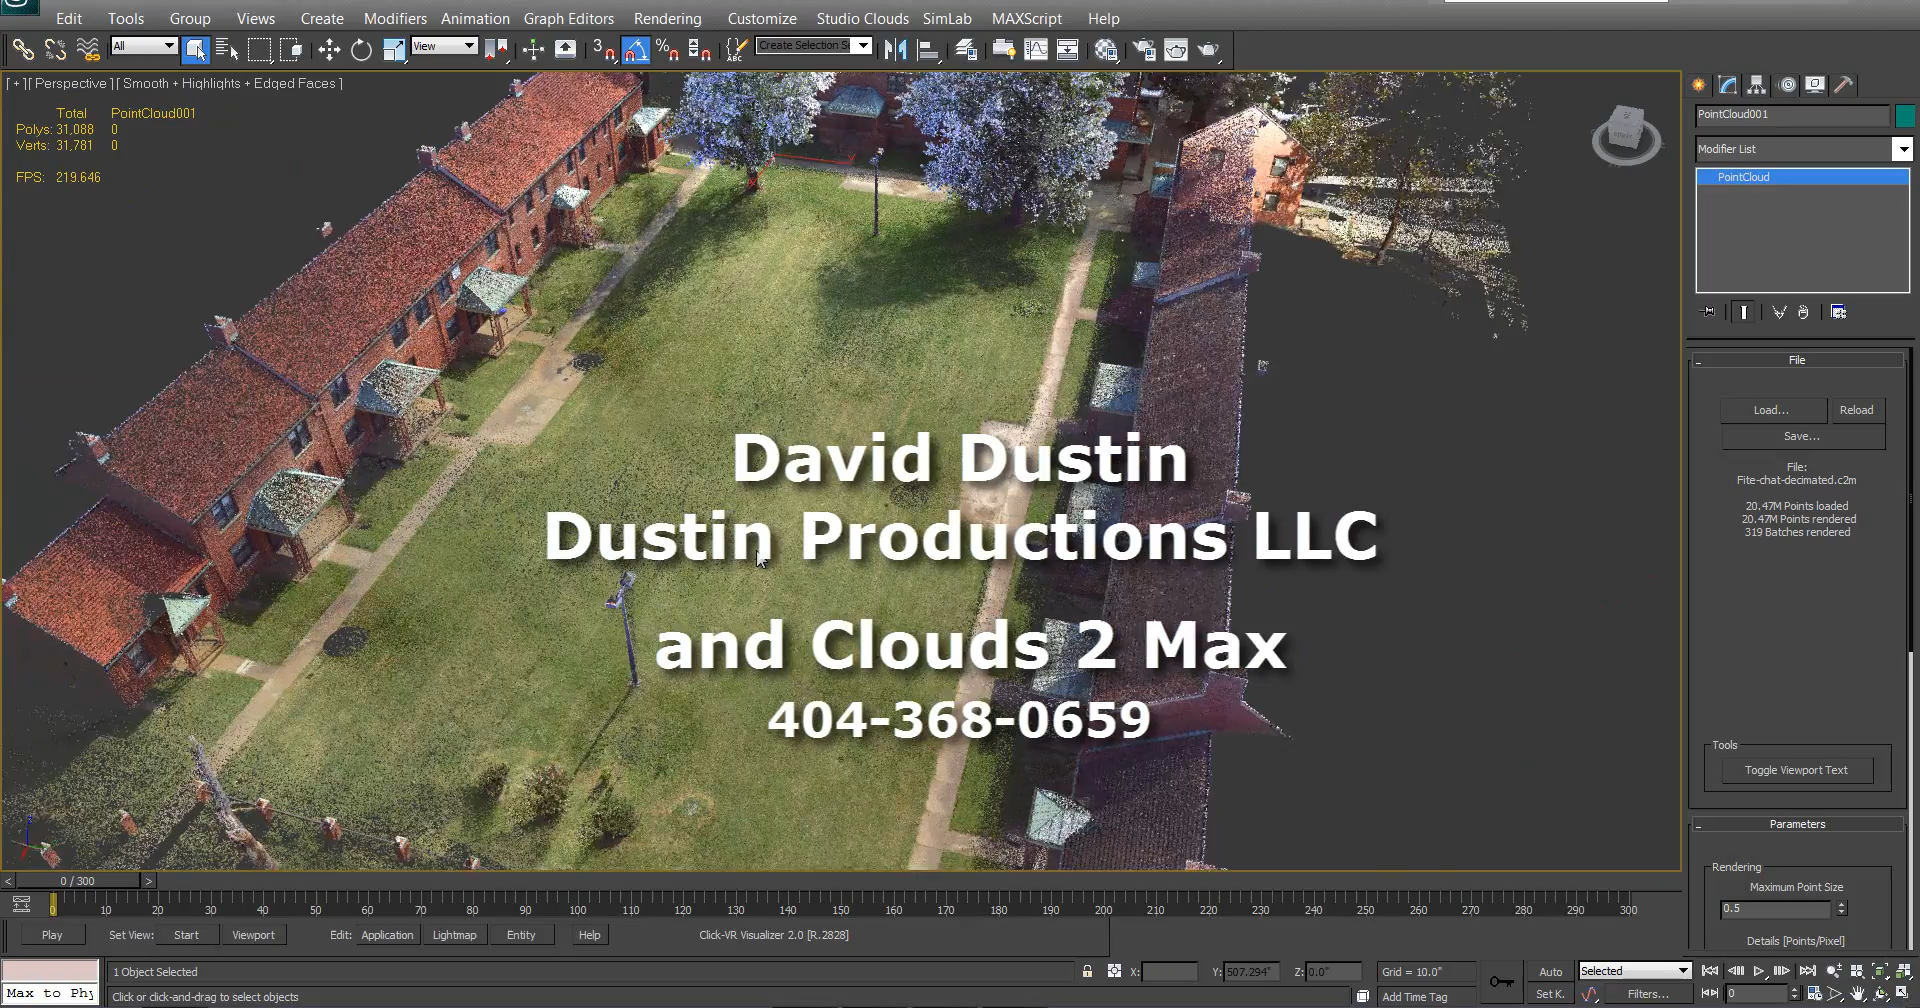 Edit Tools Group Views Create Modifiers Animation Graph Editors Rendering Customize Studio Clouds SimLab MAXScript Help
All View Create Selection Se
[ + ][ Perspective ][ Smooth + Highlights + Edged Faces ]
Total PointCloud001
Polys: 31,088 0
Verts: 31,781 0
FPS: 219.646
PointCloud001
Modifier List
PointCloud
File
Load... Reload
Save...
File:
Fite-chat-decimated.c2m
20.47M Points loaded
20.47M Points rendered
319 Batches rendered
David Dustin
Dustin Productions LLC
and Clouds 2 Max
404-368-0659
Tools
Toggle Viewport Text
Parameters
Rendering
Maximum Point Size
0.5
Details [Points/Pixel]
< 0 / 300 >
0 10 20 30 40 50 60 70 80 90 100 110 120 130 140 150 160 170 180 190 200 210 220 230 240 250 260 270 280 290 300
Play Set View: Start Viewport Edit: Application Lightmap Entity Help Click-VR Visualizer 2.0 [R.2828]
1 Object Selected X: Y: 507.294" Z: 0.0" Grid = 10.0" Auto Selected
Max to Phy Click or click-and-drag to select objects Add Time Tag Set K. Filters... 0